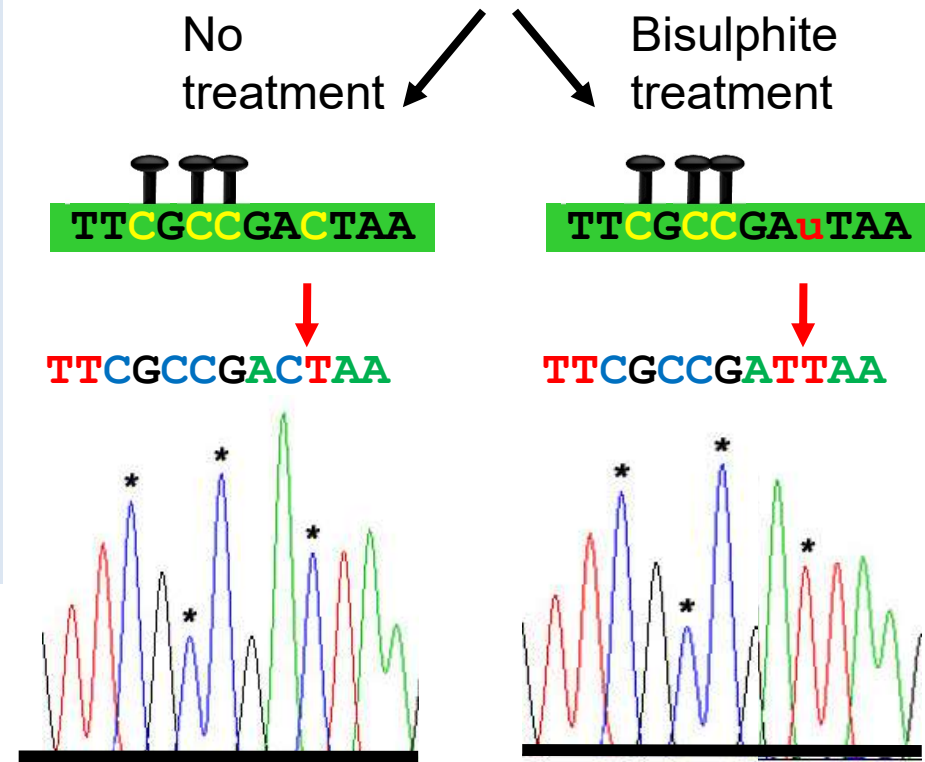 No
treatment
Bisulphite
treatment
TTCGCCGACTAA
TTCGCCGAuTAA
TTCGCCGACTAA
TTCGCCGATTAA
* * * *
* * * *